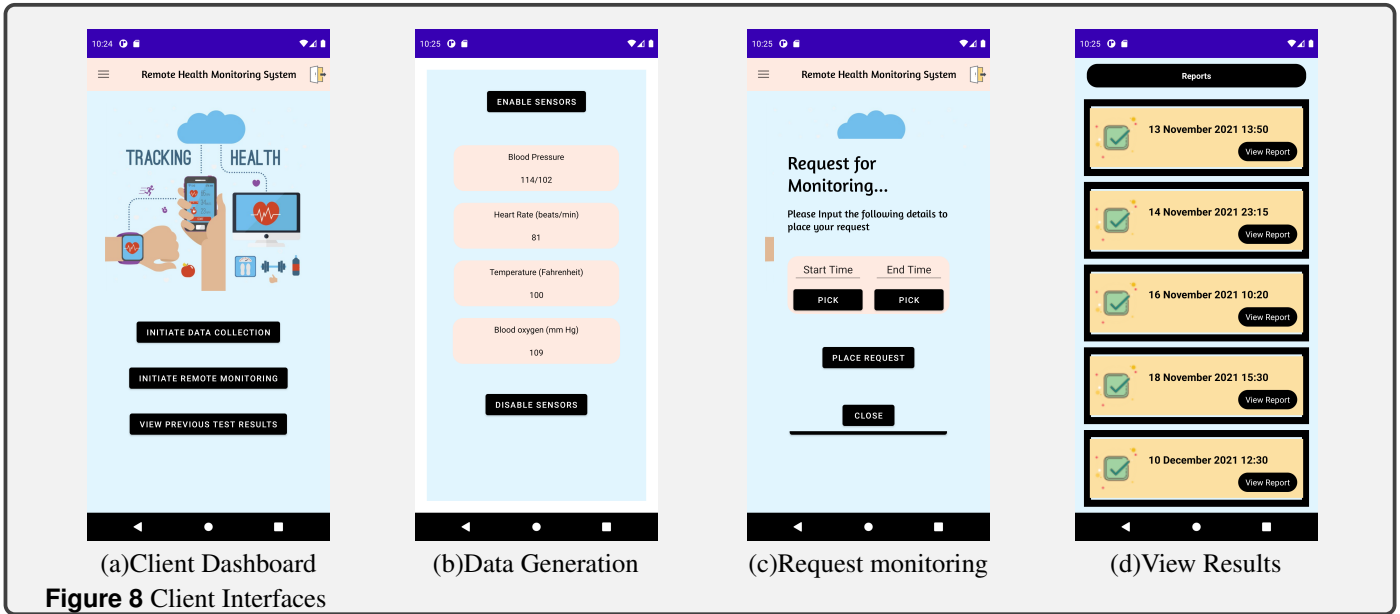 10:24
Remote Health Monitoring System
TRACKING HEALTH
INITIATE DATA COLLECTION
INITIATE REMOTE MONITORING
VIEW PREVIOUS TEST RESULTS
(a)Client Dashboard
10:25
ENABLE SENSORS
Blood Pressure
114/102
Heart Rate (beats/min)
81
Temperature (Fahrenheit)
100
Blood oxygen (mm Hg)
109
DISABLE SENSORS
(b)Data Generation
10:25
Remote Health Monitoring System
Request for
Monitoring...
Please Input the following details to
place your request
Start Time End Time
PICK PICK
PLACE REQUEST
CLOSE
(c)Request monitoring
10:25
Reports
13 November 2021 13:50
View Report
14 November 2021 23:15
View Report
16 November 2021 10:20
View Report
18 November 2021 15:30
View Report
10 December 2021 12:30
View Report
(d)View Results
Figure 8 Client Interfaces